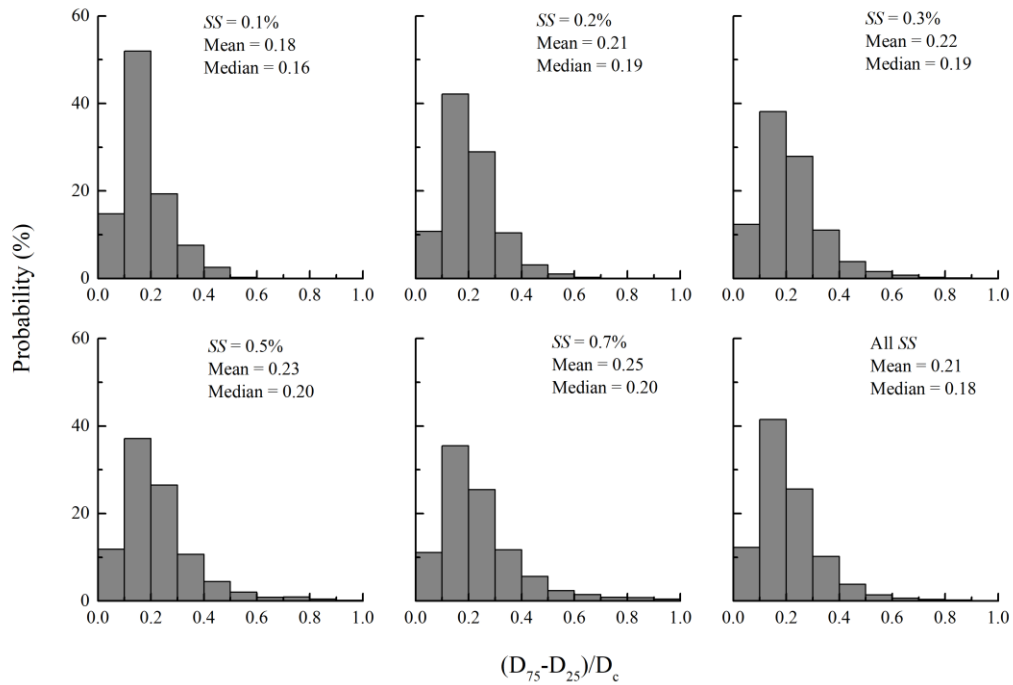 Probability (%)
60
40
20
0
SS = 0.1%
Mean = 0.18
Median = 0.16
0.0 0.2 0.4 0.6 0.8 1.0
SS = 0.2%
Mean = 0.21
Median = 0.19
0.0 0.2 0.4 0.6 0.8 1.0
SS = 0.3%
Mean = 0.22
Median = 0.19
0.0 0.2 0.4 0.6 0.8 1.0
60
40
20
0
SS = 0.5%
Mean = 0.23
Median = 0.20
0.0 0.2 0.4 0.6 0.8 1.0
SS = 0.7%
Mean = 0.25
Median = 0.20
0.0 0.2 0.4 0.6 0.8 1.0
All SS
Mean = 0.21
Median = 0.18
0.0 0.2 0.4 0.6 0.8 1.0
(D₇₅-D₂₅)/D_c